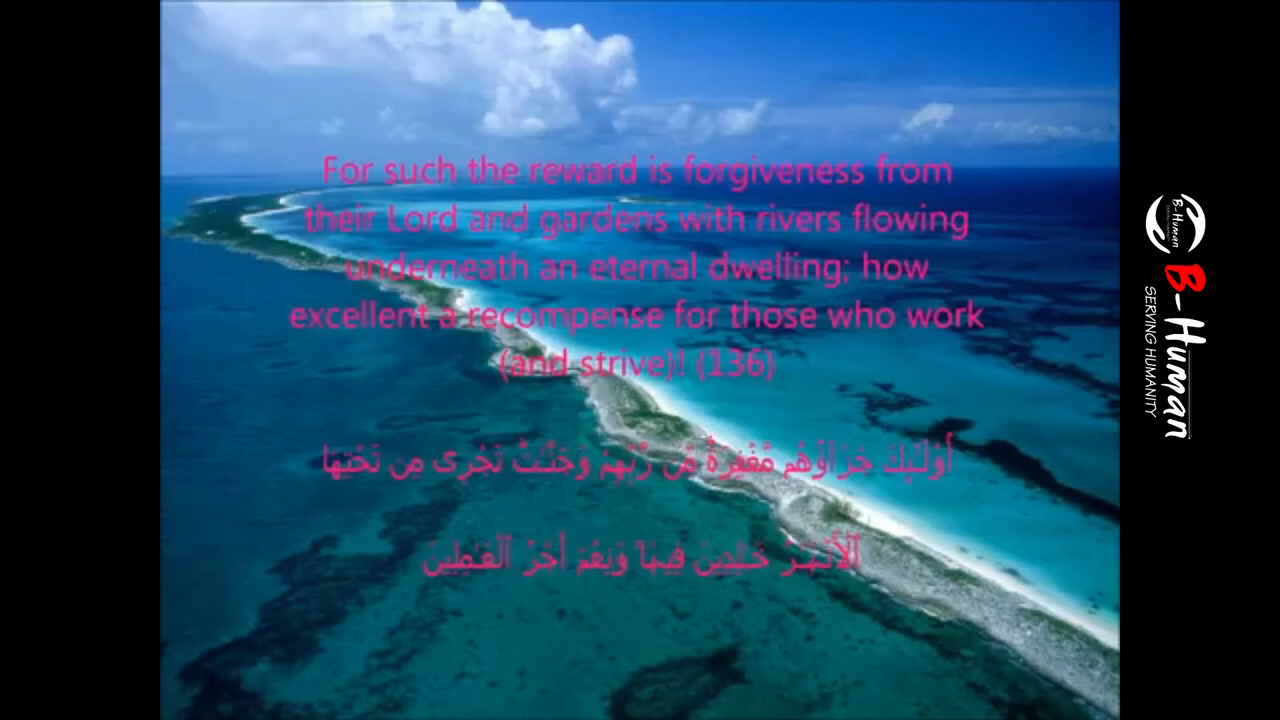 For such the reward is forgiveness from
their Lord and gardens with rivers flowing
underneath an eternal dwelling; how
excellent a recompense for those who work
(and strive)! (136)
أُوْلَـٰٓئِكَ جَزَآؤُهُم مَّغْفِرَةٌ مِّن رَّبِّهِمْ وَجَنَّـٰتٌ تَجْرِى مِن تَحْتِهَا
ٱلْأَنْهَـٰرُ خَـٰلِدِينَ فِيهَا وَنِعْمَ أَجْرُ ٱلْعَـٰمِلِينَ
B-Human
B-Human
SERVING HUMANITY